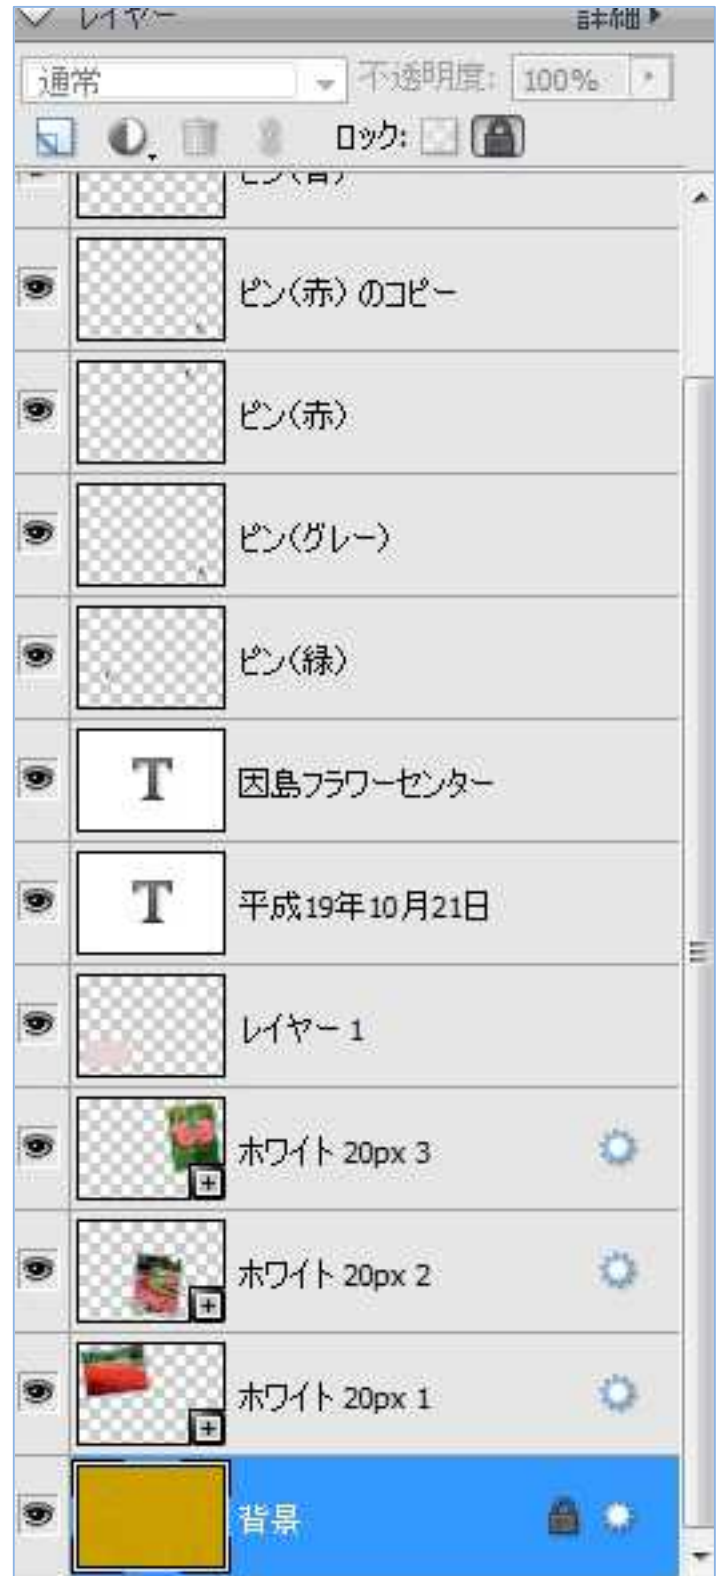 レイヤー 詳細
通常 不透明度: 100%
ロック:
ピン(青)
ピン(赤) のコピー
ピン(赤)
ピン(グレー)
ピン(緑)
T 因島フラワーセンター
T 平成19年10月21日
レイヤー 1
ホワイト 20px 3
ホワイト 20px 2
ホワイト 20px 1
背景